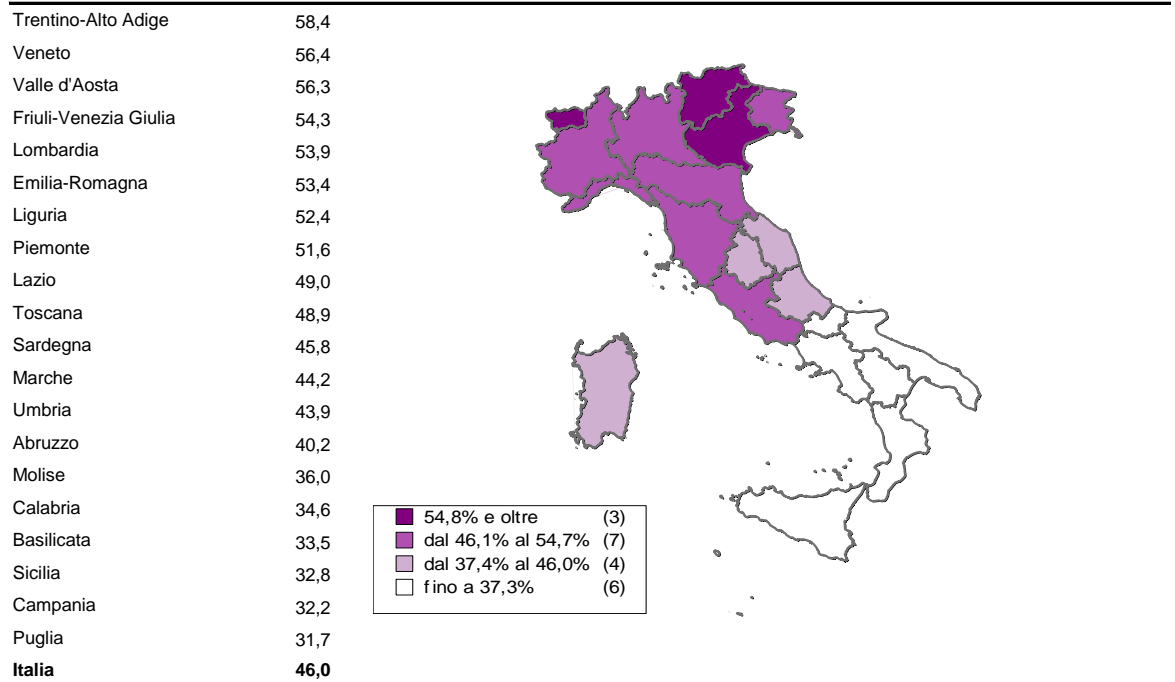 Trentino-Alto Adige 58,4
Veneto 56,4
Valle d'Aosta 56,3
Friuli-Venezia Giulia 54,3
Lombardia 53,9
Emilia-Romagna 53,4
Liguria 52,4
Piemonte 51,6
Lazio 49,0
Toscana 48,9
Sardegna 45,8
Marche 44,2
Umbria 43,9
Abruzzo 40,2
Molise 36,0
Calabria 34,6
Basilicata 33,5
Sicilia 32,8
Campania 32,2
Puglia 31,7
Italia 46,0
54,8% e oltre (3)
dal 46,1% al 54,7% (7)
dal 37,4% al 46,0% (4)
fino a 37,3% (6)